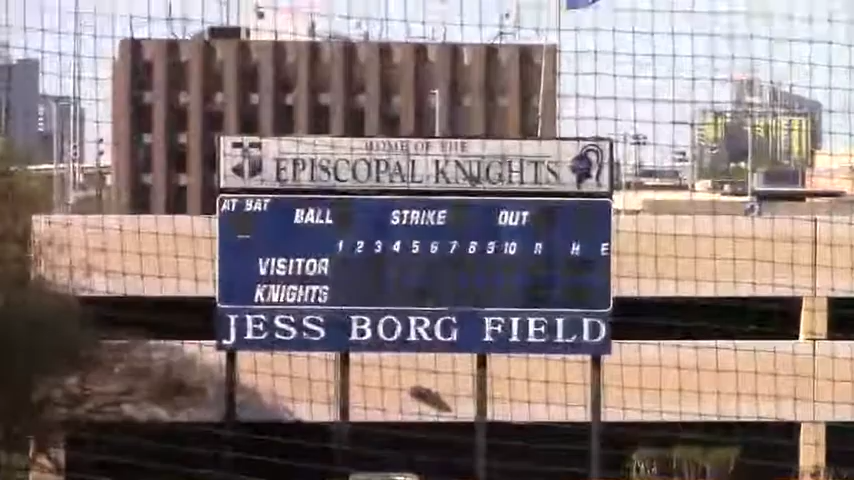 HOME OF THE
EPISCOPAL KNIGHTS
AT BAT BALL STRIKE OUT
1 2 3 4 5 6 7 8 9 10 R H E
VISITOR
KNIGHTS
JESS BORG FIELD